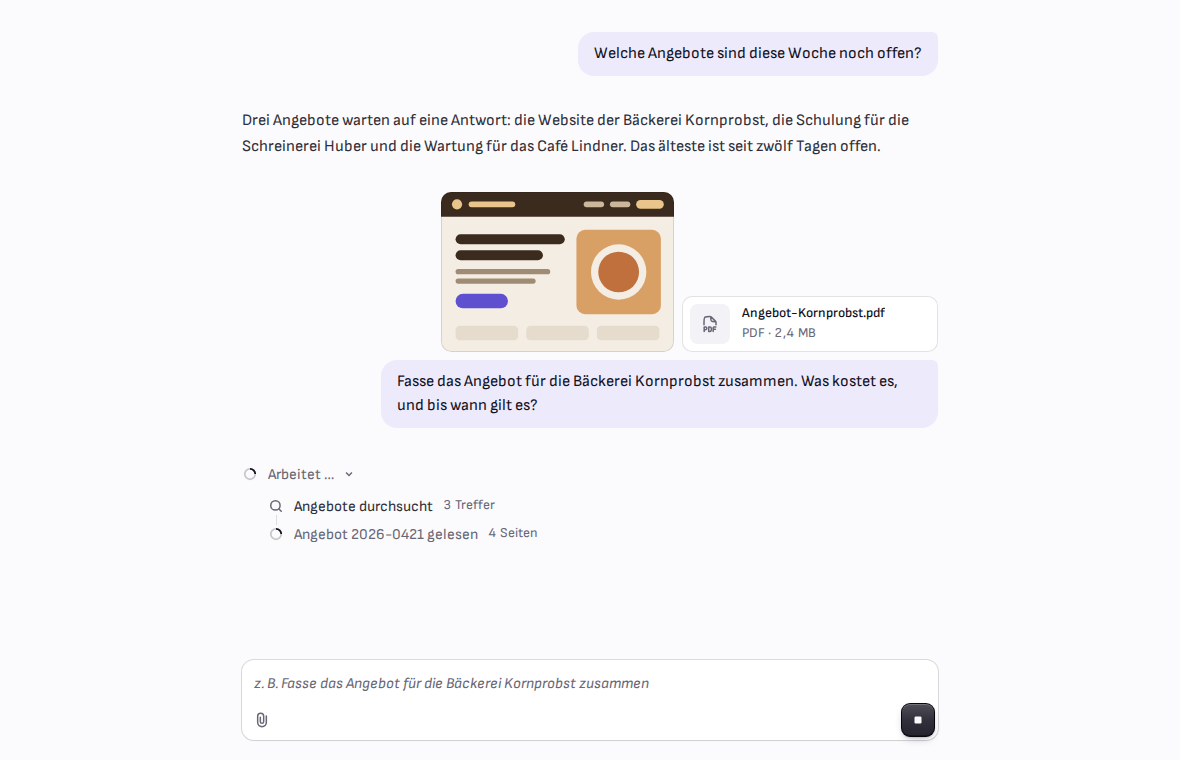 Welche Angebote sind diese Woche noch offen?
Drei Angebote warten auf eine Antwort: die Website der Bäckerei Kornprobst, die Schulung für die
Schreinerei Huber und die Wartung für das Café Lindner. Das älteste ist seit zwölf Tagen offen.
PDF
Angebot-Kornprobst.pdf
PDF · 2,4 MB
Fasse das Angebot für die Bäckerei Kornprobst zusammen. Was kostet es,
und bis wann gilt es?
Arbeitet ...
Angebote durchsucht 3 Treffer
Angebot 2026-0421 gelesen 4 Seiten
z. B. Fasse das Angebot für die Bäckerei Kornprobst zusammen